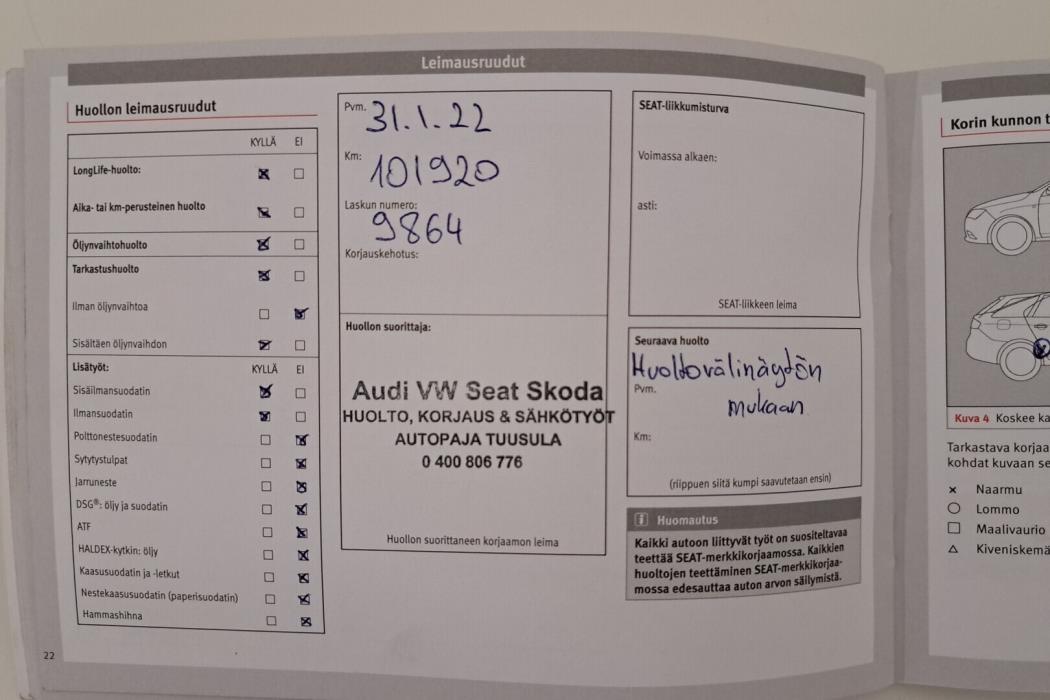 Leimausruudut
Huollon leimausruudut
KYLLÄ EI
LongLife-huolto:
Aika- tai km-perusteinen huolto
Öljynvaihtohuolto
Tarkastushuolto
Ilman öljynvaihtoa
Sisältäen öljynvaihdon
Lisätyöt: KYLLÄ EI
Sisäilmansuodatin
Ilmansuodatin
Polttonestesuodatin
Sytytystulpat
Jarruneste
DSG®: öljy ja suodatin
ATF
HALDEX-kytkin: öljy
Kaasusuodatin ja -letkut
Nestekaasusuodatin (paperisuodatin)
Hammashihna
22
Pvm. 31.1.22
Km: 101920
Laskun numero:
9864
Korjauskehotus:
Huollon suorittaja:
Audi VW Seat Skoda
HUOLTO, KORJAUS & SÄHKÖTYÖT
AUTOPAJA TUUSULA
0 400 806 776
Huollon suorittaneen korjaamon leima
SEAT-liikkumisturva
Voimassa alkaen:
asti:
SEAT-liikkeen leima
Seuraava huolto
Huoltovälinäytön
Pvm. mukaan
Km:
(riippuen siitä kumpi saavutetaan ensin)
i Huomautus
Kaikki autoon liittyvät työt on suositeltavaa
teettää SEAT-merkkikorjaamossa. Kaikkien
huoltojen teettäminen SEAT-merkkikorjaa-
mossa edesauttaa auton arvon säilymistä.
Korin kunnon t
Kuva 4 Koskee ka
Tarkastava korjaa
kohdat kuvaan se
x Naarmu
Lommo
Maalivaurio
Kiveniskemä